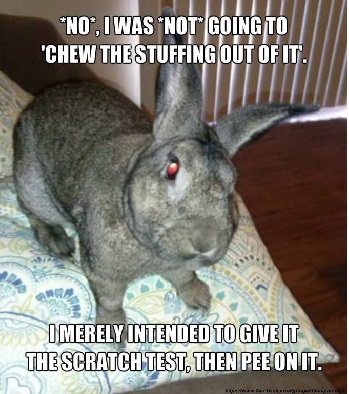 *NO*, I WAS *NOT* GOING TO
'CHEW THE STUFFING OUT OF IT'.
I MERELY INTENDED TO GIVE IT
THE SCRATCH TEST, THEN PEE ON IT.